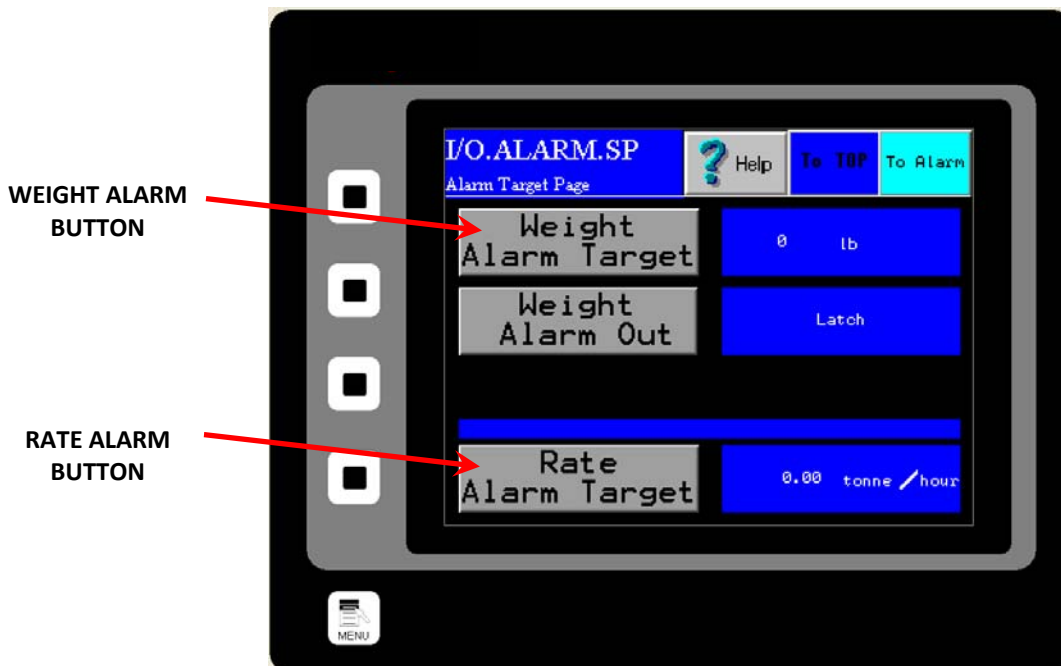 I/O.ALARM.SP
Alarm Target Page
Help
To TOP
To Alarm
WEIGHT ALARM
BUTTON
Weight
Alarm Target
0 lb
Weight
Alarm Out
Latch
RATE ALARM
BUTTON
Rate
Alarm Target
0.00 tonne /hour
MENU